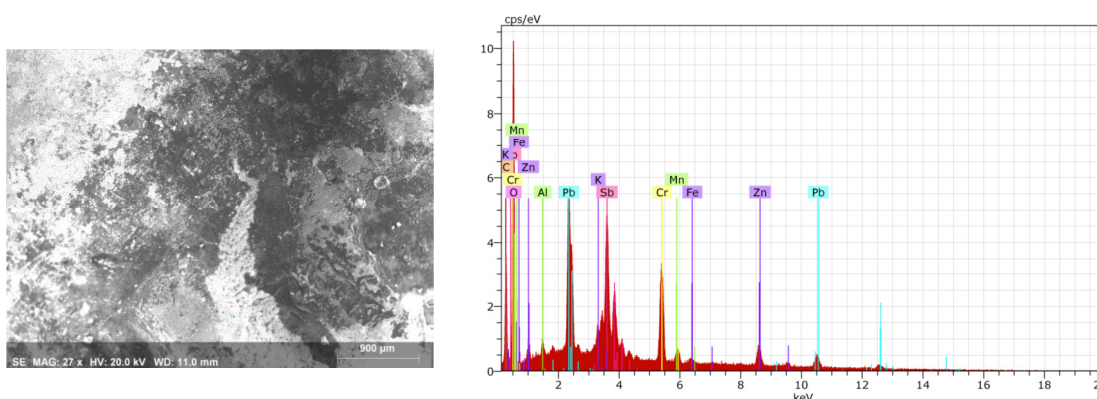 SE MAG: 27 x HV: 20.0 kV WD: 11.0 mm
900 µm
cps/eV
10
8
6
4
2
0
Mn
Fe
K
C
Zn
Cr
O
Al
Pb
K
Sb
Cr
Mn
Fe
Zn
Pb
2 4 6 8 10 12 14 16 18
keV